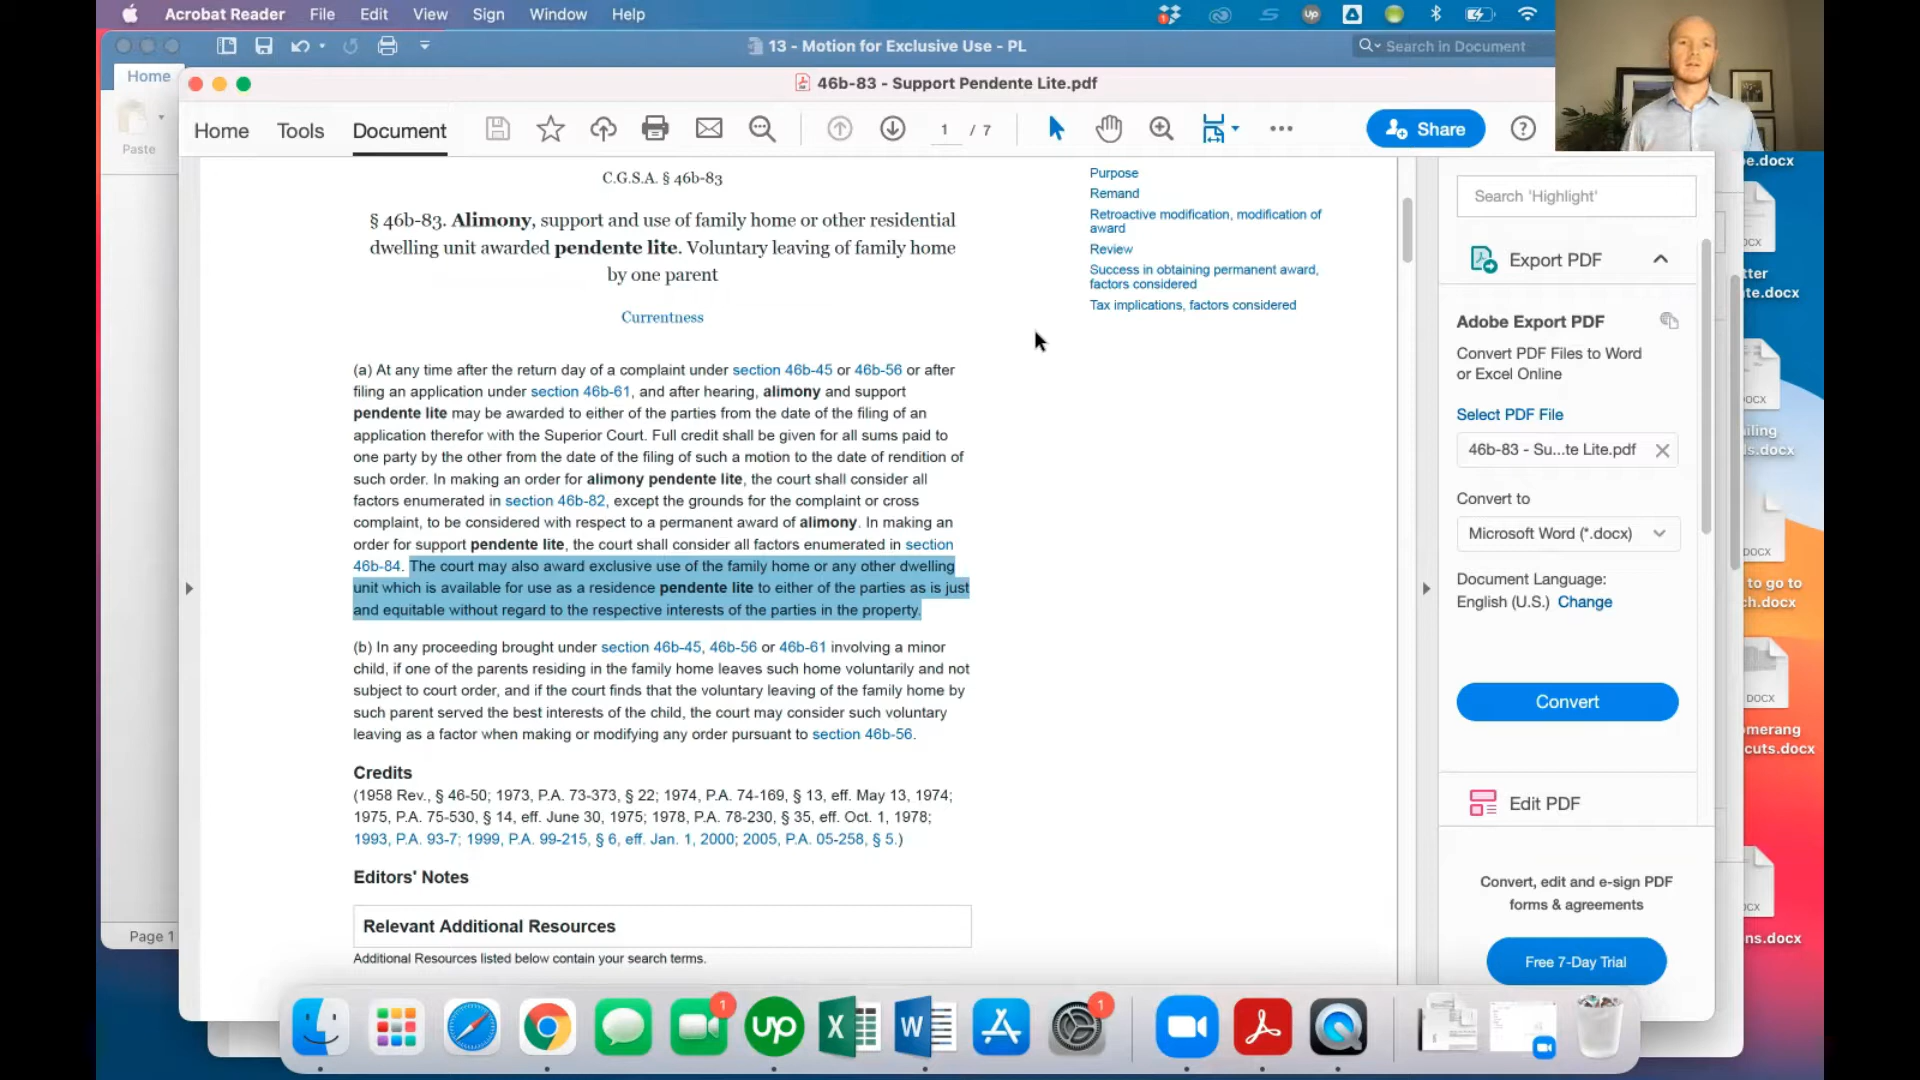 Acrobat Reader File Edit View Sign Window Help
13 - Motion for Exclusive Use - PL
Search in Document
Home
Paste
46b-83 - Support Pendente Lite.pdf
Home Tools Document
1 / 7
Share
C.G.S.A. § 46b-83
§ 46b-83. Alimony, support and use of family home or other residential
dwelling unit awarded pendente lite. Voluntary leaving of family home
by one parent
Currentness
(a) At any time after the return day of a complaint under section 46b-45 or 46b-56 or after
filing an application under section 46b-61, and after hearing, alimony and support
pendente lite may be awarded to either of the parties from the date of the filing of an
application therefor with the Superior Court. Full credit shall be given for all sums paid to
one party by the other from the date of the filing of such a motion to the date of rendition of
such order. In making an order for alimony pendente lite, the court shall consider all
factors enumerated in section 46b-82, except the grounds for the complaint or cross
complaint, to be considered with respect to a permanent award of alimony. In making an
order for support pendente lite, the court shall consider all factors enumerated in section
46b-84. The court may also award exclusive use of the family home or any other dwelling
unit which is available for use as a residence pendente lite to either of the parties as is just
and equitable without regard to the respective interests of the parties in the property.
(b) In any proceeding brought under section 46b-45, 46b-56 or 46b-61 involving a minor
child, if one of the parents residing in the family home leaves such home voluntarily and not
subject to court order, and if the court finds that the voluntary leaving of the family home by
such parent served the best interests of the child, the court may consider such voluntary
leaving as a factor when making or modifying any order pursuant to section 46b-56.
Credits
(1958 Rev., § 46-50; 1973, P.A. 73-373, § 22; 1974, P.A. 74-169, § 13, eff. May 13, 1974;
1975, P.A. 75-530, § 14, eff. June 30, 1975; 1978, P.A. 78-230, § 35, eff. Oct. 1, 1978;
1993, P.A. 93-7; 1999, P.A. 99-215, § 6, eff. Jan. 1, 2000; 2005, P.A. 05-258, § 5.)
Editors' Notes
Relevant Additional Resources
Additional Resources listed below contain your search terms.
Purpose
Remand
Retroactive modification, modification of
award
Review
Success in obtaining permanent award,
factors considered
Tax implications, factors considered
Search 'Highlight'
Export PDF
Adobe Export PDF
Convert PDF Files to Word
or Excel Online
Select PDF File
46b-83 - Su...te Lite.pdf
Convert to
Microsoft Word (*.docx)
Document Language:
English (U.S.) Change
Convert
Edit PDF
Convert, edit and e-sign PDF
forms & agreements
Free 7-Day Trial
pe.docx
tter
te.docx
iling
ls.docx
to go to
ch.docx
DOCX
omerang
cuts.docx
ns.docx
Page 1
1
up
X
W
1